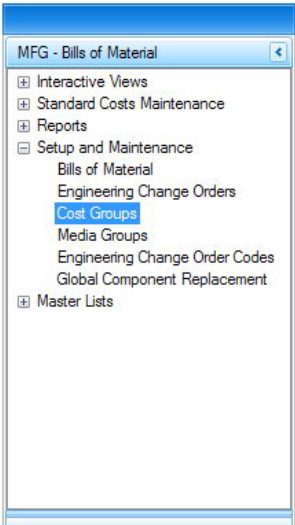 MFG - Bills of Material
Interactive Views
Standard Costs Maintenance
Reports
Setup and Maintenance
Bills of Material
Engineering Change Orders
Cost Groups
Media Groups
Engineering Change Order Codes
Global Component Replacement
Master Lists